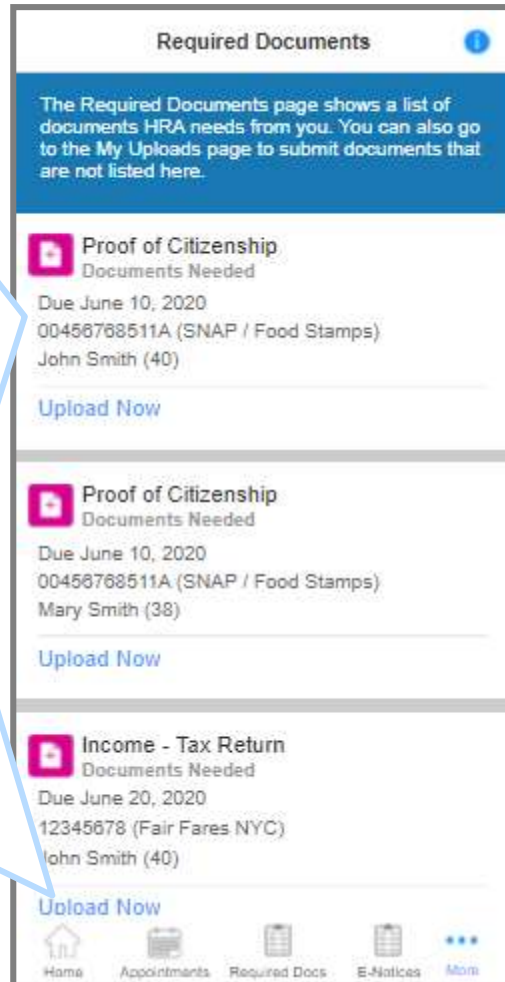 Required Documents
The Required Documents page shows a list of
documents HRA needs from you. You can also go
to the My Uploads page to submit documents that
are not listed here.
Proof of Citizenship
Documents Needed
Due June 10, 2020
00456768511A (SNAP / Food Stamps)
John Smith (40)
Upload Now
Proof of Citizenship
Documents Needed
Due June 10, 2020
00456768511A (SNAP / Food Stamps)
Mary Smith (38)
Upload Now
Income - Tax Return
Documents Needed
Due June 20, 2020
12345678 (Fair Fares NYC)
John Smith (40)
Upload Now
Home Appointments Required Docs E-Notices More